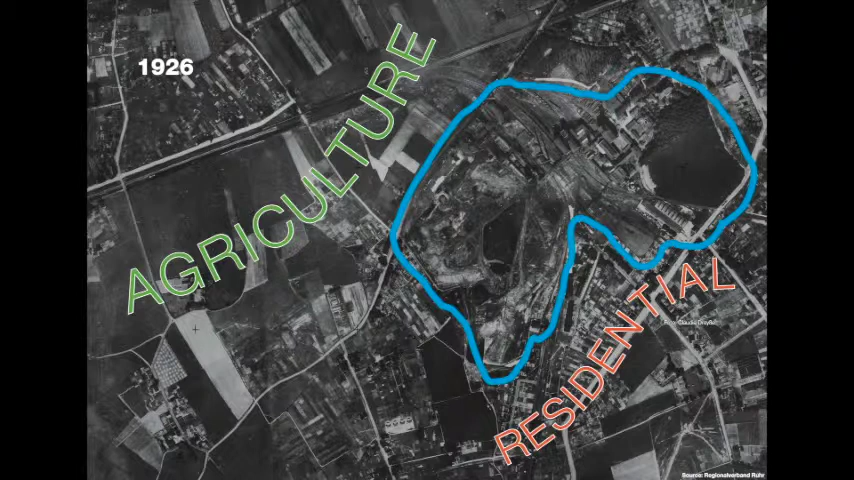 1926
AGRICULTURE
RESIDENTIAL
Source: Regionalverband Ruhr